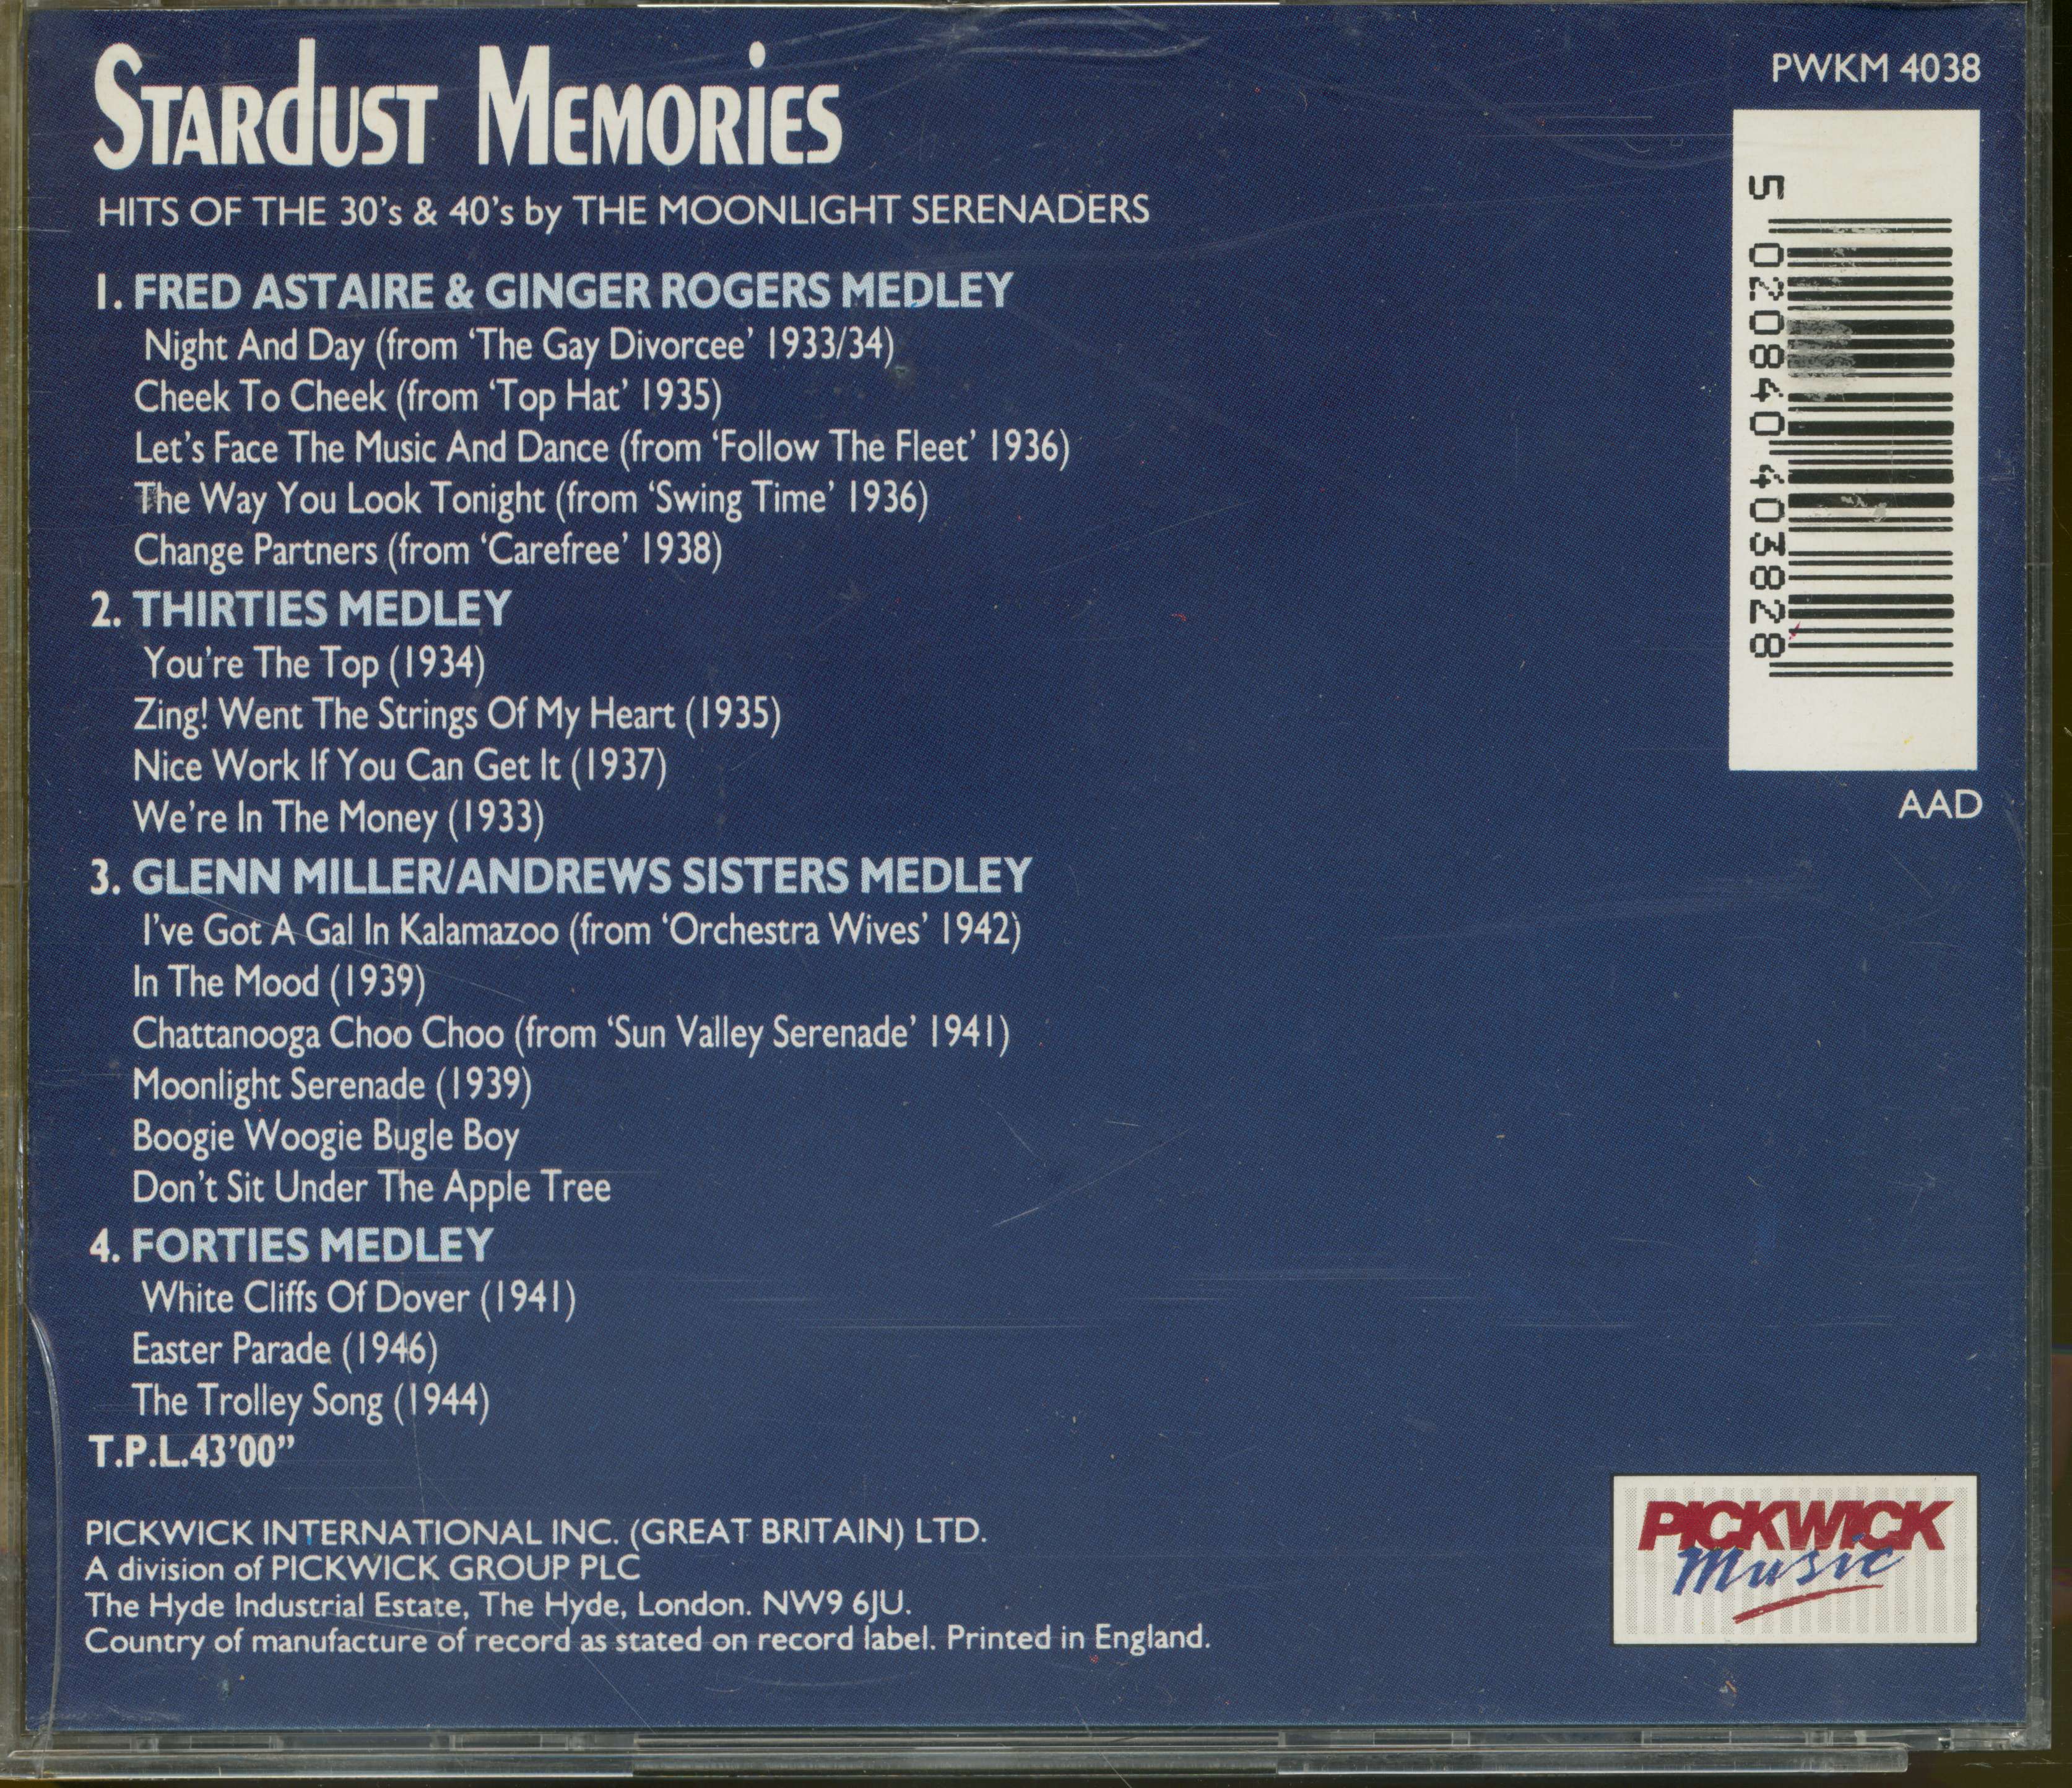 STARdUST MEMORiES
HITS OF THE 30's & 40's by THE MOONLIGHT SERENADERS
1. FRED ASTAIRE & GINGER ROGERS MEDLEY
Night And Day (from ‘The Gay Divorcee’ 1933/34)
Cheek To Cheek (from ‘Top Hat’ 1935)
Let’s Face The Music And Dance (from ‘Follow The Fleet’ 1936)
The Way You Look Tonight (from ‘Swing Time’ 1936)
Change Partners (from ‘Carefree’ 1938)
2. THIRTIES MEDLEY
You’re The Top (1934)
Zing! Went The Strings Of My Heart (1935)
Nice Work If You Can Get It (1937)
We’re In The Money (1933)
3. GLENN MILLER/ANDREWS SISTERS MEDLEY
I’ve Got A Gal In Kalamazoo (from ‘Orchestra Wives’ 1942)
In The Mood (1939)
Chattanooga Choo Choo (from ‘Sun Valley Serenade’ 1941)
Moonlight Serenade (1939)
Boogie Woogie Bugle Boy
Don’t Sit Under The Apple Tree
4. FORTIES MEDLEY
White Cliffs Of Dover (1941)
Easter Parade (1946)
The Trolley Song (1944)
T.P.L.43’00”
PICKWICK INTERNATIONAL INC. (GREAT BRITAIN) LTD.
A division of PICKWICK GROUP PLC
The Hyde Industrial Estate, The Hyde, London. NW9 6JU.
Country of manufacture of record as stated on record label. Printed in England.
PWKM 4038
5 020840 403828
AAD
PICKWICK
Music